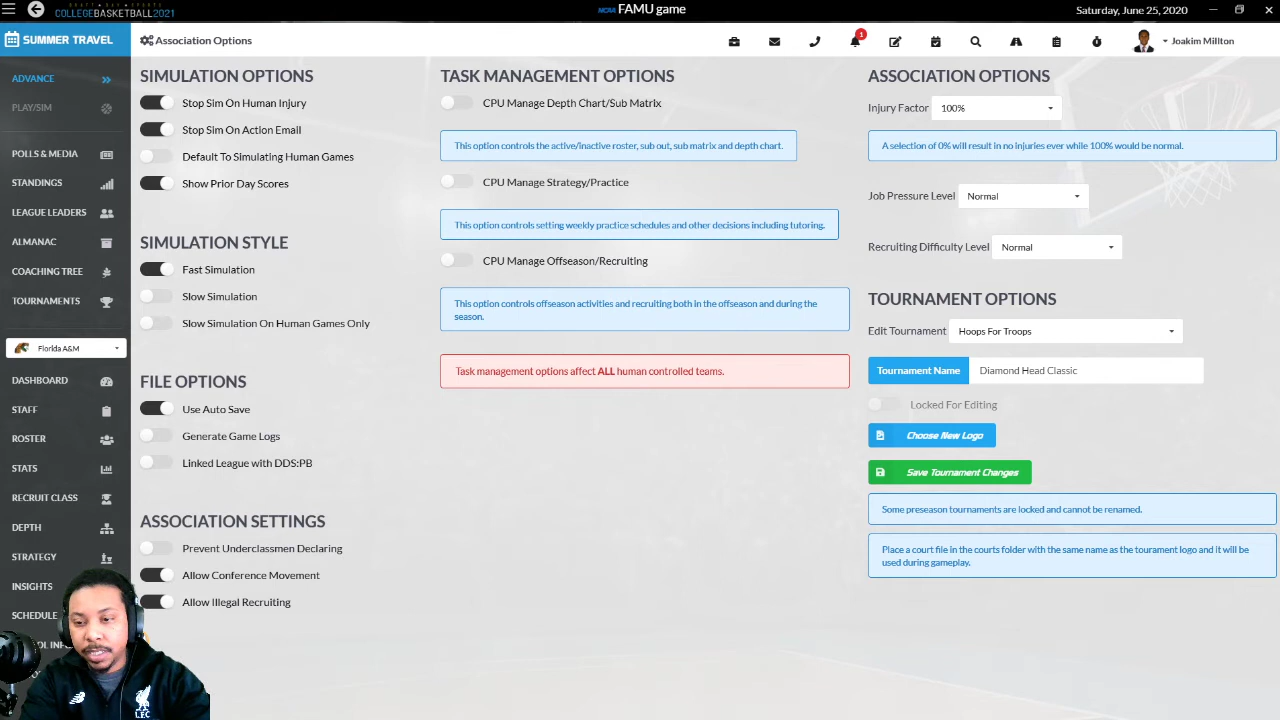 DRAFT · DAY · SPORTS
COLLEGEBASKETBALL2021
NCAA FAMU game
Saturday, June 25, 2020
SUMMER TRAVEL
Association Options
1
Joakim Millton
ADVANCE
PLAY/SIM
POLLS & MEDIA
STANDINGS
LEAGUE LEADERS
ALMANAC
COACHING TREE
TOURNAMENTS
Florida A&M
DASHBOARD
STAFF
ROSTER
STATS
RECRUIT CLASS
DEPTH
STRATEGY
INSIGHTS
SCHEDULE
SIMULATION OPTIONS
Stop Sim On Human Injury
Stop Sim On Action Email
Default To Simulating Human Games
Show Prior Day Scores
SIMULATION STYLE
Fast Simulation
Slow Simulation
Slow Simulation On Human Games Only
FILE OPTIONS
Use Auto Save
Generate Game Logs
Linked League with DDS:PB
ASSOCIATION SETTINGS
Prevent Underclassmen Declaring
Allow Conference Movement
Allow Illegal Recruiting
TASK MANAGEMENT OPTIONS
CPU Manage Depth Chart/Sub Matrix
This option controls the active/inactive roster, sub out, sub matrix and depth chart.
CPU Manage Strategy/Practice
This option controls setting weekly practice schedules and other decisions including tutoring.
CPU Manage Offseason/Recruiting
This option controls offseason activities and recruiting both in the offseason and during the
season.
Task management options affect ALL human controlled teams.
ASSOCIATION OPTIONS
Injury Factor 100%
A selection of 0% will result in no injuries ever while 100% would be normal.
Job Pressure Level Normal
Recruiting Difficulty Level Normal
TOURNAMENT OPTIONS
Edit Tournament Hoops For Troops
Tournament Name Diamond Head Classic
Locked For Editing
Choose New Logo
Save Tournament Changes
Some preseason tournaments are locked and cannot be renamed.
Place a court file in the courts folder with the same name as the tourament logo and it will be
used during gameplay.
L.F.C